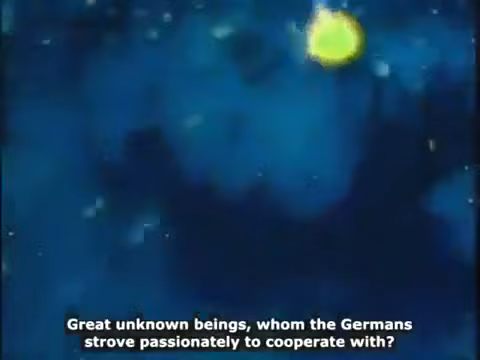 Great unknown beings, whom the Germans
strove passionately to cooperate with?